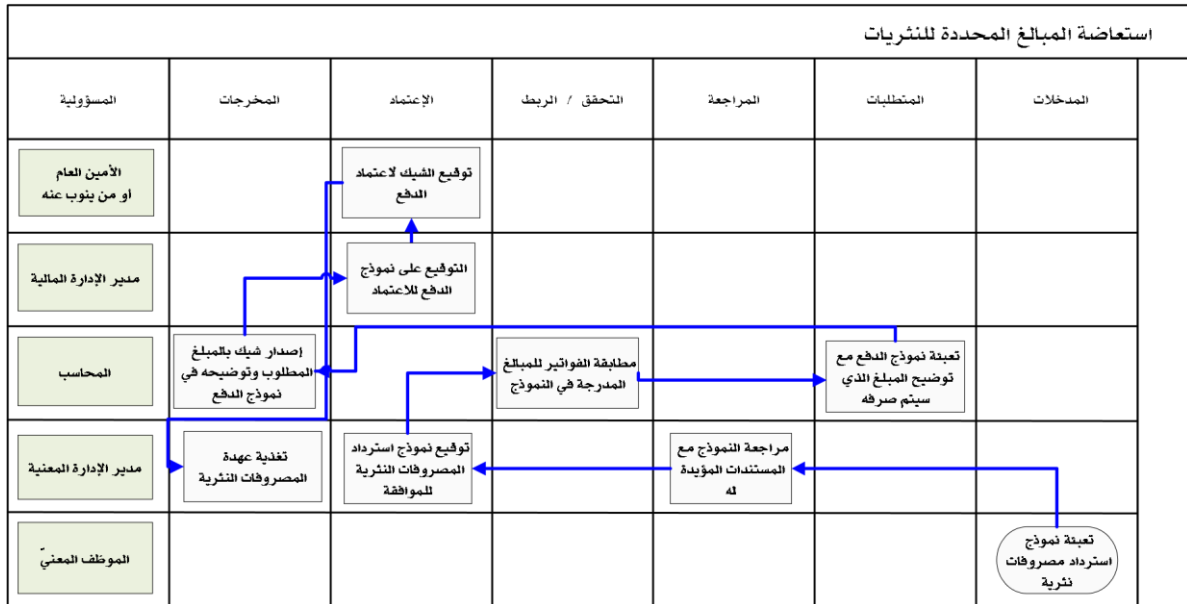 استعاضة المبالغ المحددة للنثريات
المدخلات
المتطلبات
المراجعة
التحقق / الربط
الإعتماد
المخرجات
المسؤولية
توقيع الشيك لاعتماد
الدفع
الأمين العام
او من ينوب عنه
التوقيع على نموذج
الدفع للاعتماد
مدير الإدارة المالية
تعبئة نموذج الدفع مع
توضيح المبلغ الذي
سيتم صرفه
مطابقة الفواتير للمبالغ
المدرجة في النموذج
إصدار شيك بالمبلغ
المطلوب وتوضيحه في
نموذج الدفع
المحاسب
مراجعة النموذج مع
المستندات المؤيدة
له
توقيع نموذج استرداد
المصروفات النثرية
للموافقة
تغذية عهدة
المصروفات النثرية
مدير الإدارة المعنية
تعبئة نموذج
استرداد مصروفات
نثرية
الموظف المعنيّ